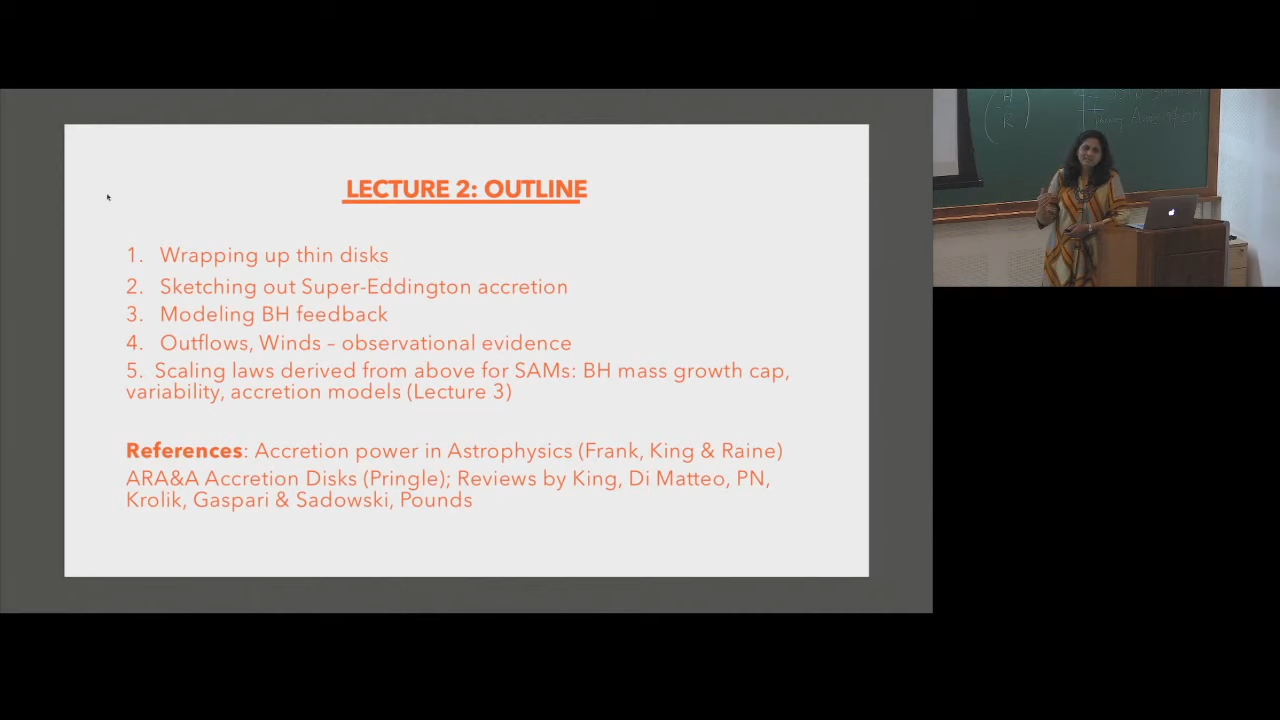 LECTURE 2: OUTLINE
1. Wrapping up thin disks
2. Sketching out Super-Eddington accretion
3. Modeling BH feedback
4. Outflows, Winds – observational evidence
5. Scaling laws derived from above for SAMs: BH mass growth cap,
variability, accretion models (Lecture 3)
References: Accretion power in Astrophysics (Frank, King & Raine)
ARA&A Accretion Disks (Pringle); Reviews by King, Di Matteo, PN,
Krolik, Gaspari & Sadowski, Pounds
H
R